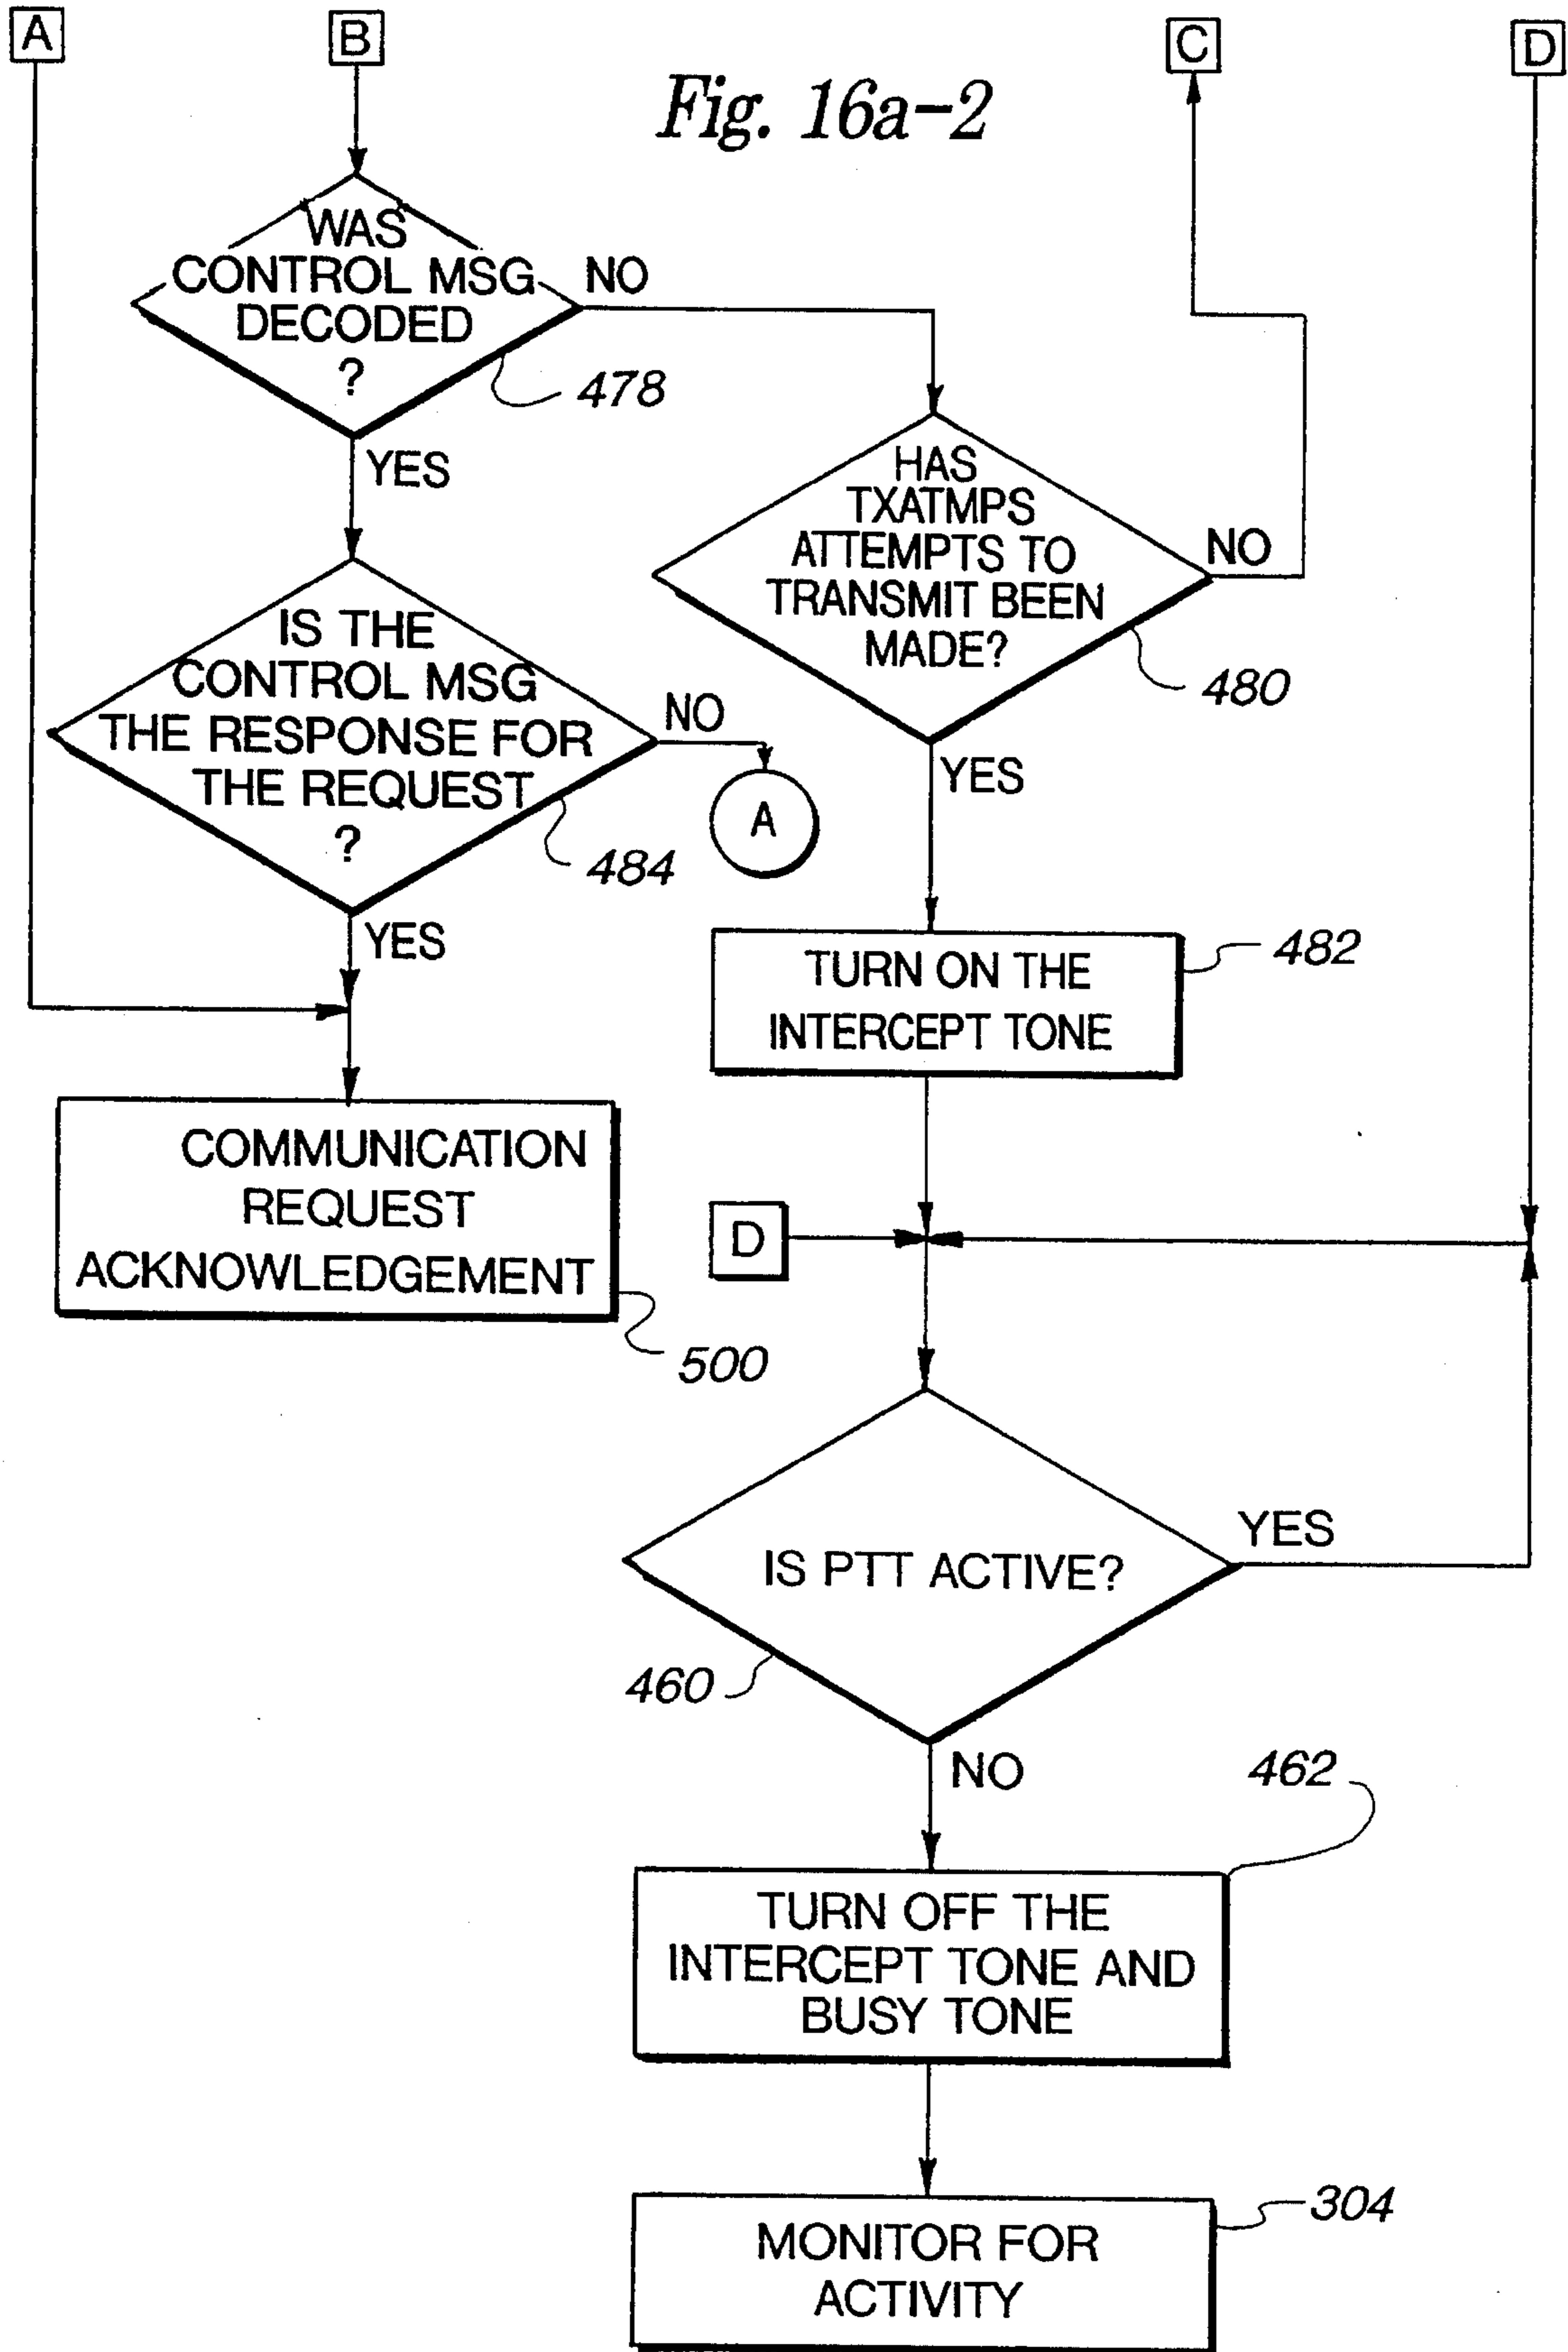 A
B
C
D
Fig. 16a-2
WAS
CONTROL MSG
DECODED
?
NO
478
YES
HAS
TXATMPS
ATTEMPTS TO
TRANSMIT BEEN
MADE?
NO
480
YES
IS THE
CONTROL MSG
THE RESPONSE FOR
THE REQUEST
?
NO
A
484
YES
TURN ON THE
INTERCEPT TONE
482
COMMUNICATION
REQUEST
ACKNOWLEDGEMENT
500
D
IS PTT ACTIVE?
YES
460
NO
462
TURN OFF THE
INTERCEPT TONE AND
BUSY TONE
MONITOR FOR
ACTIVITY
304